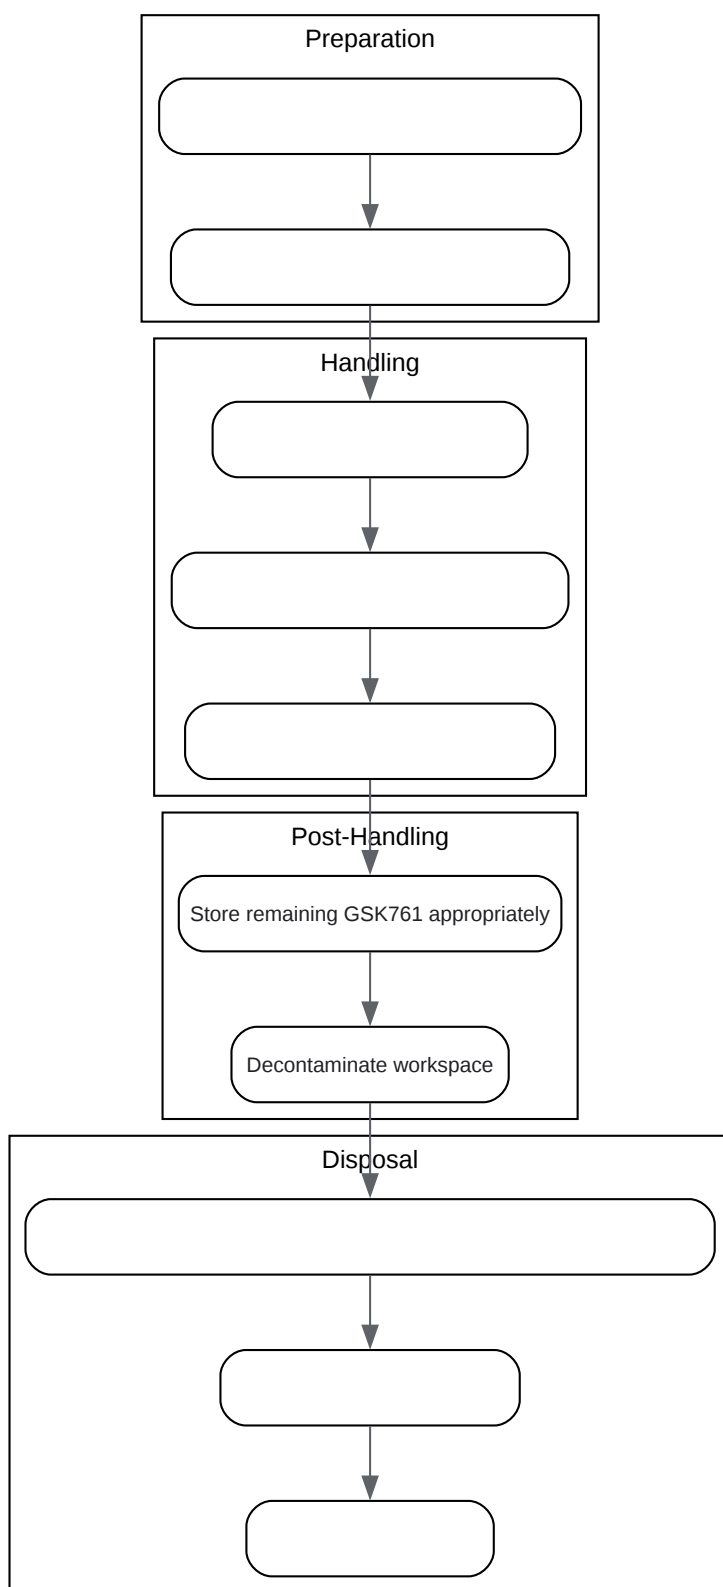 Preparation
Handling
Post-Handling
Store remaining GSK761 appropriately
Decontaminate workspace
Disposal